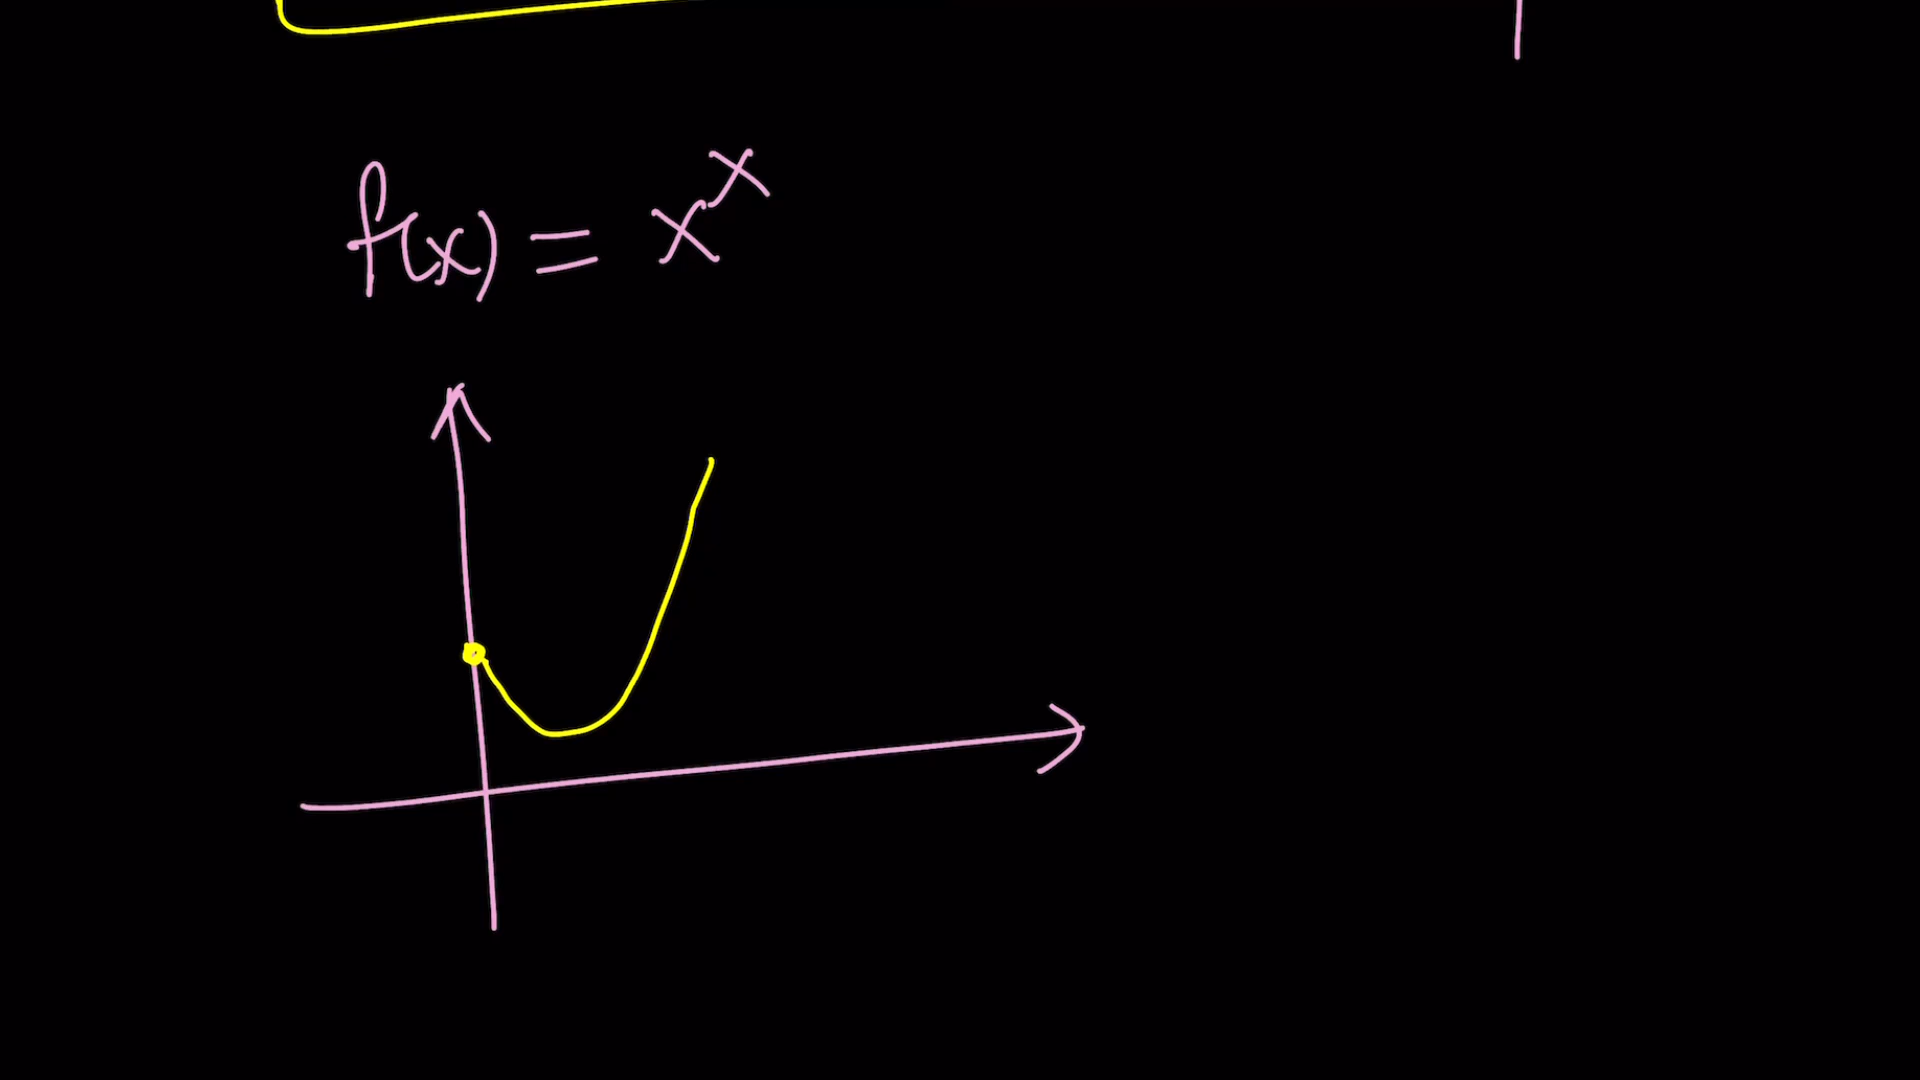 f(x) = x^x